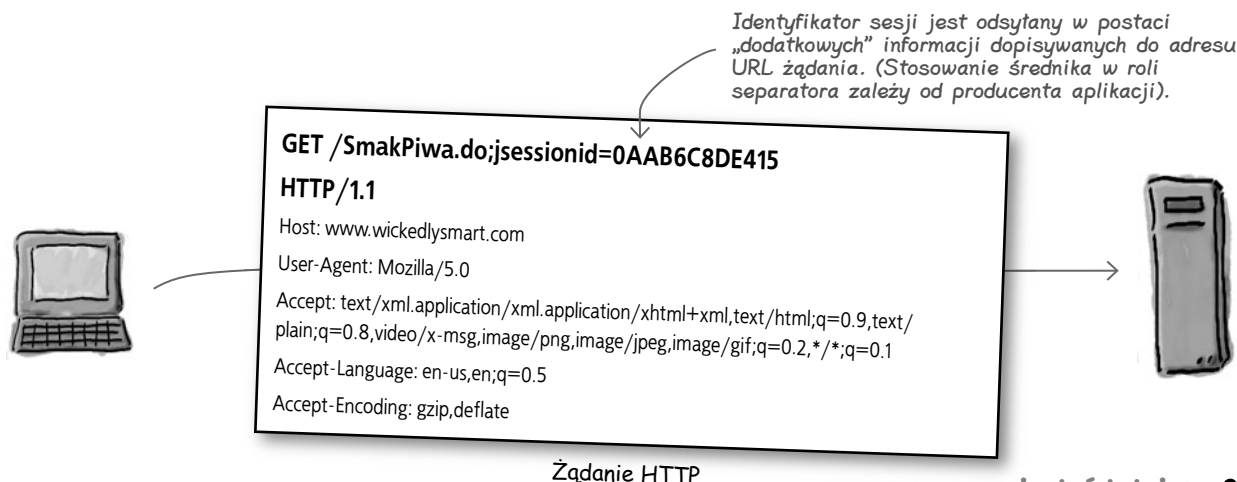 Identyfikator sesji jest odsyłany w postaci
„dodatkowych” informacji dopisywanych do adresu
URL żądania. (Stosowanie średnika w roli
separatora zależy od producenta aplikacji).
GET /SmakPiwa.do;jsessionid=0AAB6C8DE415
HTTP/1.1
Host: www.wickedlysmart.com
User-Agent: Mozilla/5.0
Accept: text/xml.application/xml.application/xhtml+xml,text/html;q=0.9,text/
plain;q=0.8,video/x-msg,image/png,image/jpeg,image/gif;q=0.2,*/*;q=0.1
Accept-Language: en-us,en;q=0.5
Accept-Encoding: gzip,deflate
Żądanie HTTP